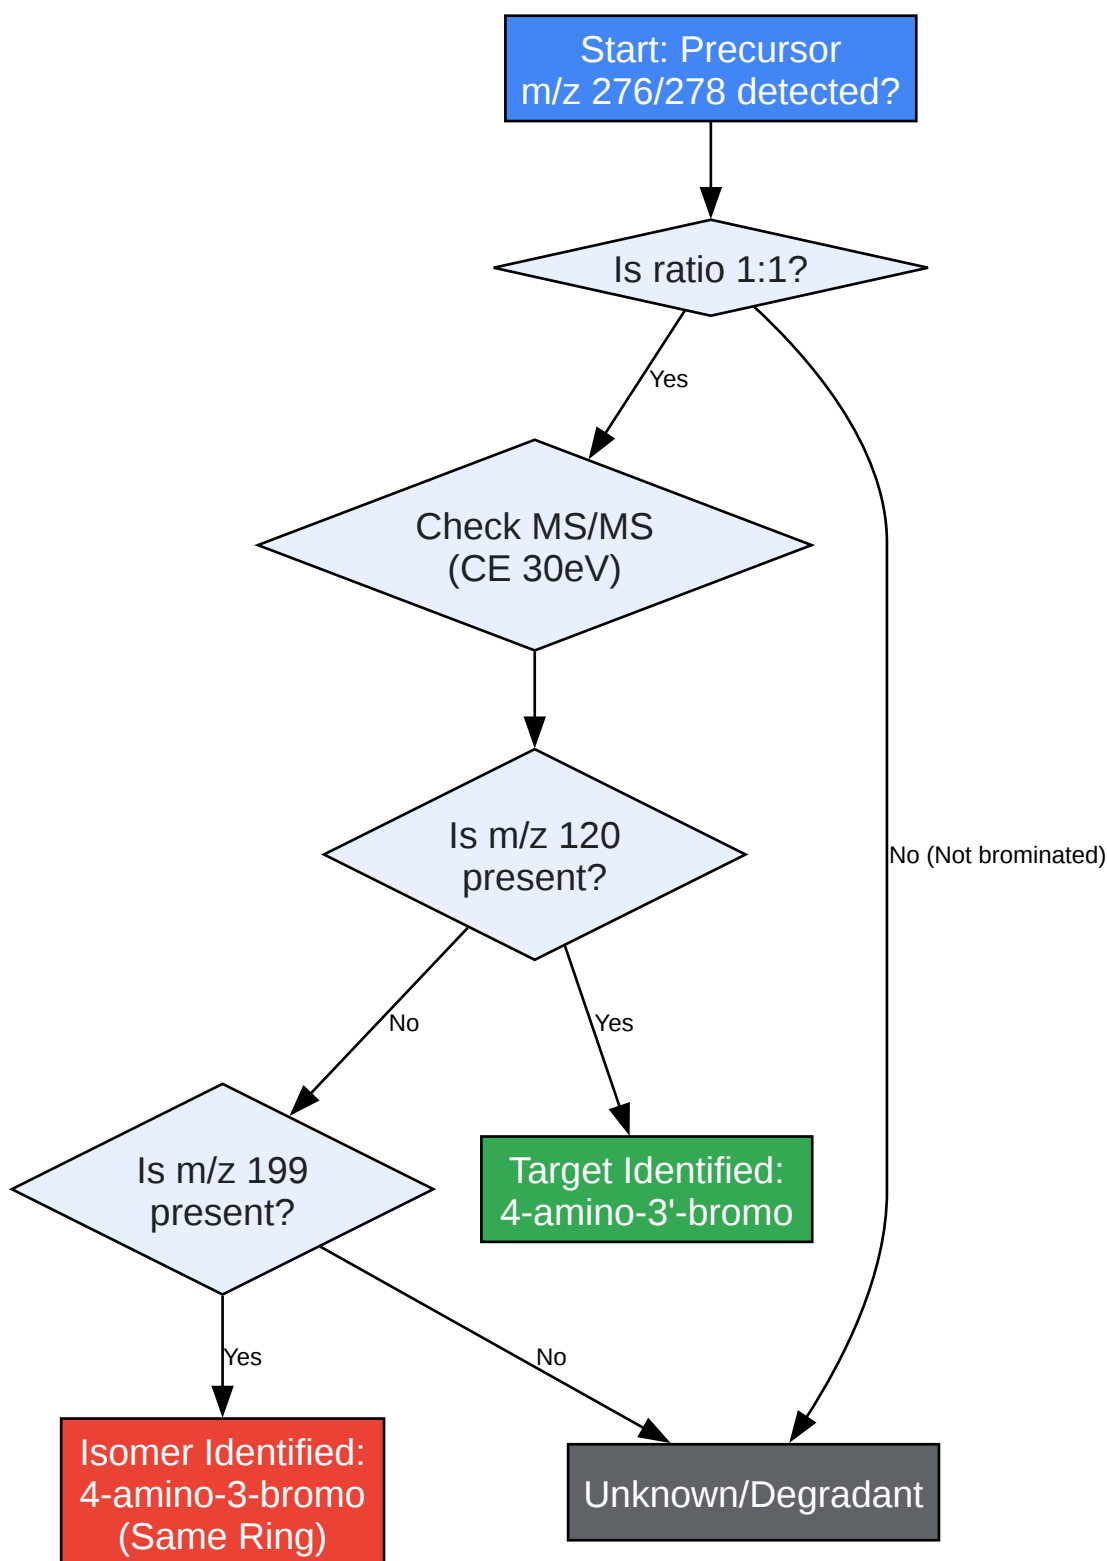 Start: Precursor
m/z 276/278 detected?
Is ratio 1:1?
Yes
Check MS/MS
(CE 30eV)
Is m/z 120
present?
No (Not brominated)
No
Yes
Is m/z 199
present?
Target Identified:
4-amino-3'-bromo
Yes
No
Isomer Identified:
4-amino-3-bromo
(Same Ring)
Unknown/Degradant